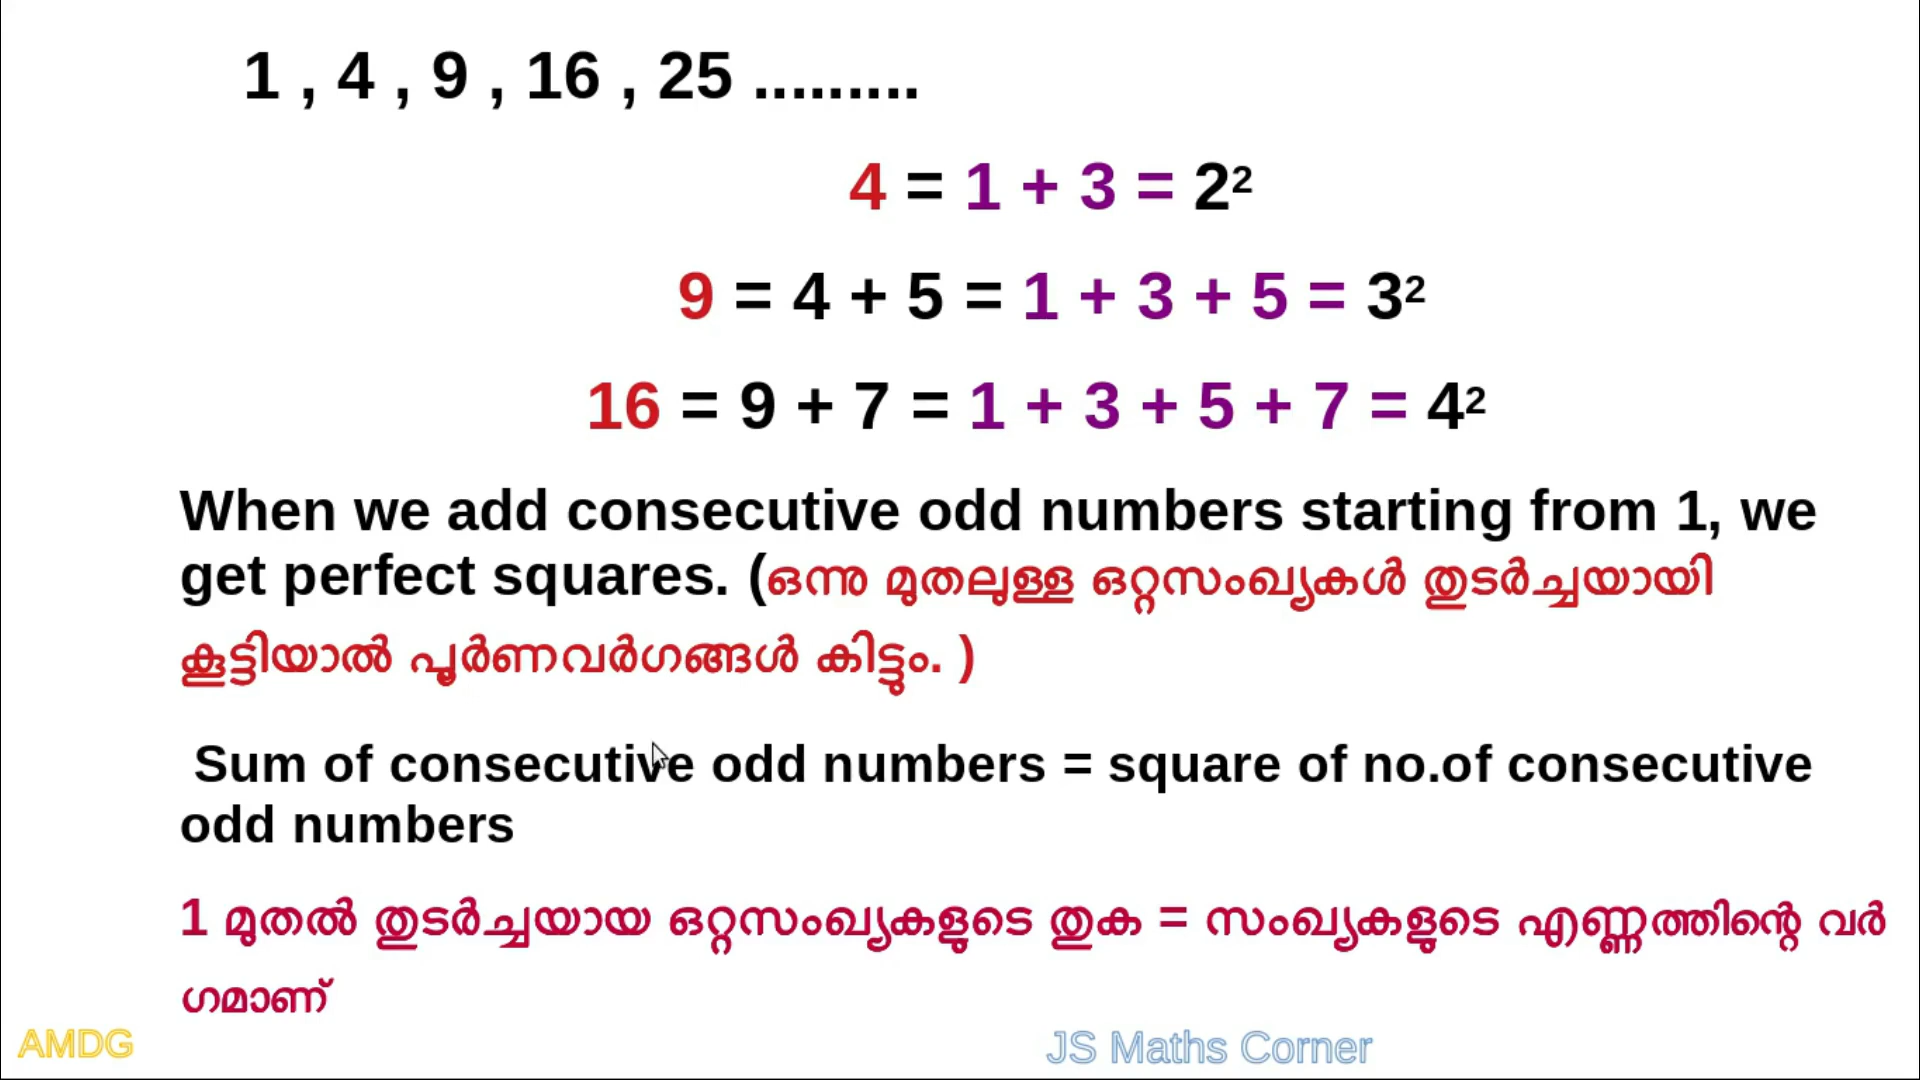 1 , 4 , 9 , 16 , 25 .........
4 = 1 + 3 = 2²
9 = 4 + 5 = 1 + 3 + 5 = 3²
16 = 9 + 7 = 1 + 3 + 5 + 7 = 4²
When we add consecutive odd numbers starting from 1, we
get perfect squares. (ഒന്നു മുതലുള്ള ഒറ്റസംഖ്യകൾ തുടർച്ചയായി
കൂട്ടിയാൽ പൂർണവർഗങ്ങൾ കിട്ടും. )
Sum of consecutive odd numbers = square of no.of consecutive
odd numbers
1 മുതൽ തുടർച്ചയായ ഒറ്റസംഖ്യകളുടെ തുക = സംഖ്യകളുടെ എണ്ണത്തിന്റെ വർ
ഗമാണ്
AMDG
JS Maths Corner